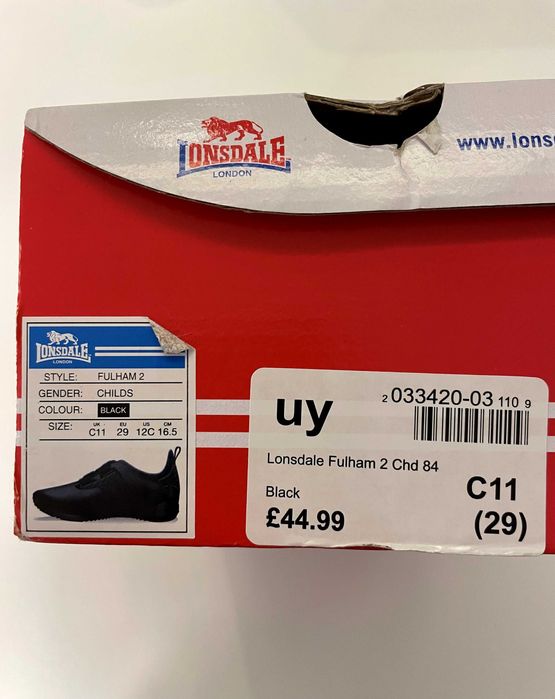 LONSDALE
LONDON
www.lons
LONSDALE
LONDON
STYLE: FULHAM 2
GENDER: CHILDS
COLOUR: BLACK
SIZE: UK C11 EU 29 US 12C CM 16.5
uy
2 033420-03 110 9
Lonsdale Fulham 2 Chd 84
Black
C11
£44.99
(29)